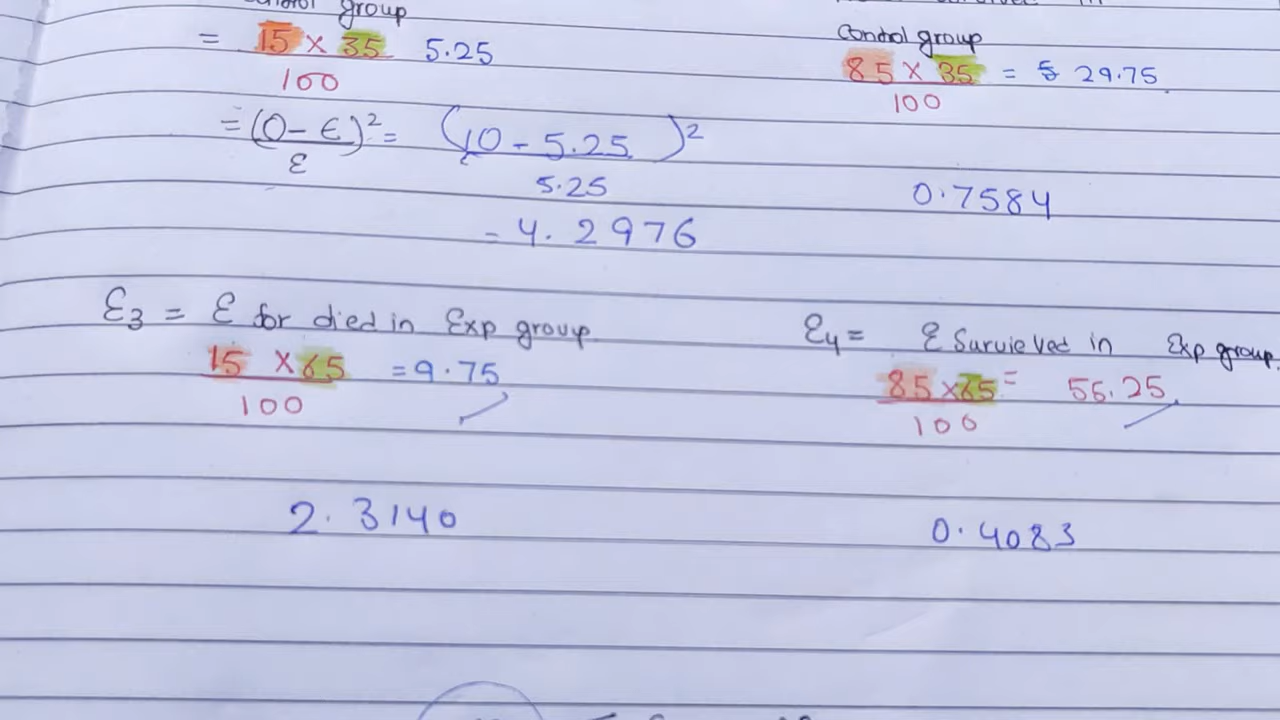 group
= 15 × 35 5.25
100
Control group
85 × 35 = 29.75
100
= (O - E)² = (10 - 5.25)²
E 5.25
= 4.2976
0.7584
E3 = E for died in Exp group
15 × 65 = 9.75
100
E4 = E Survieved in Exp group.
85 × 65 = 55.25
100
2.3140
0.4083